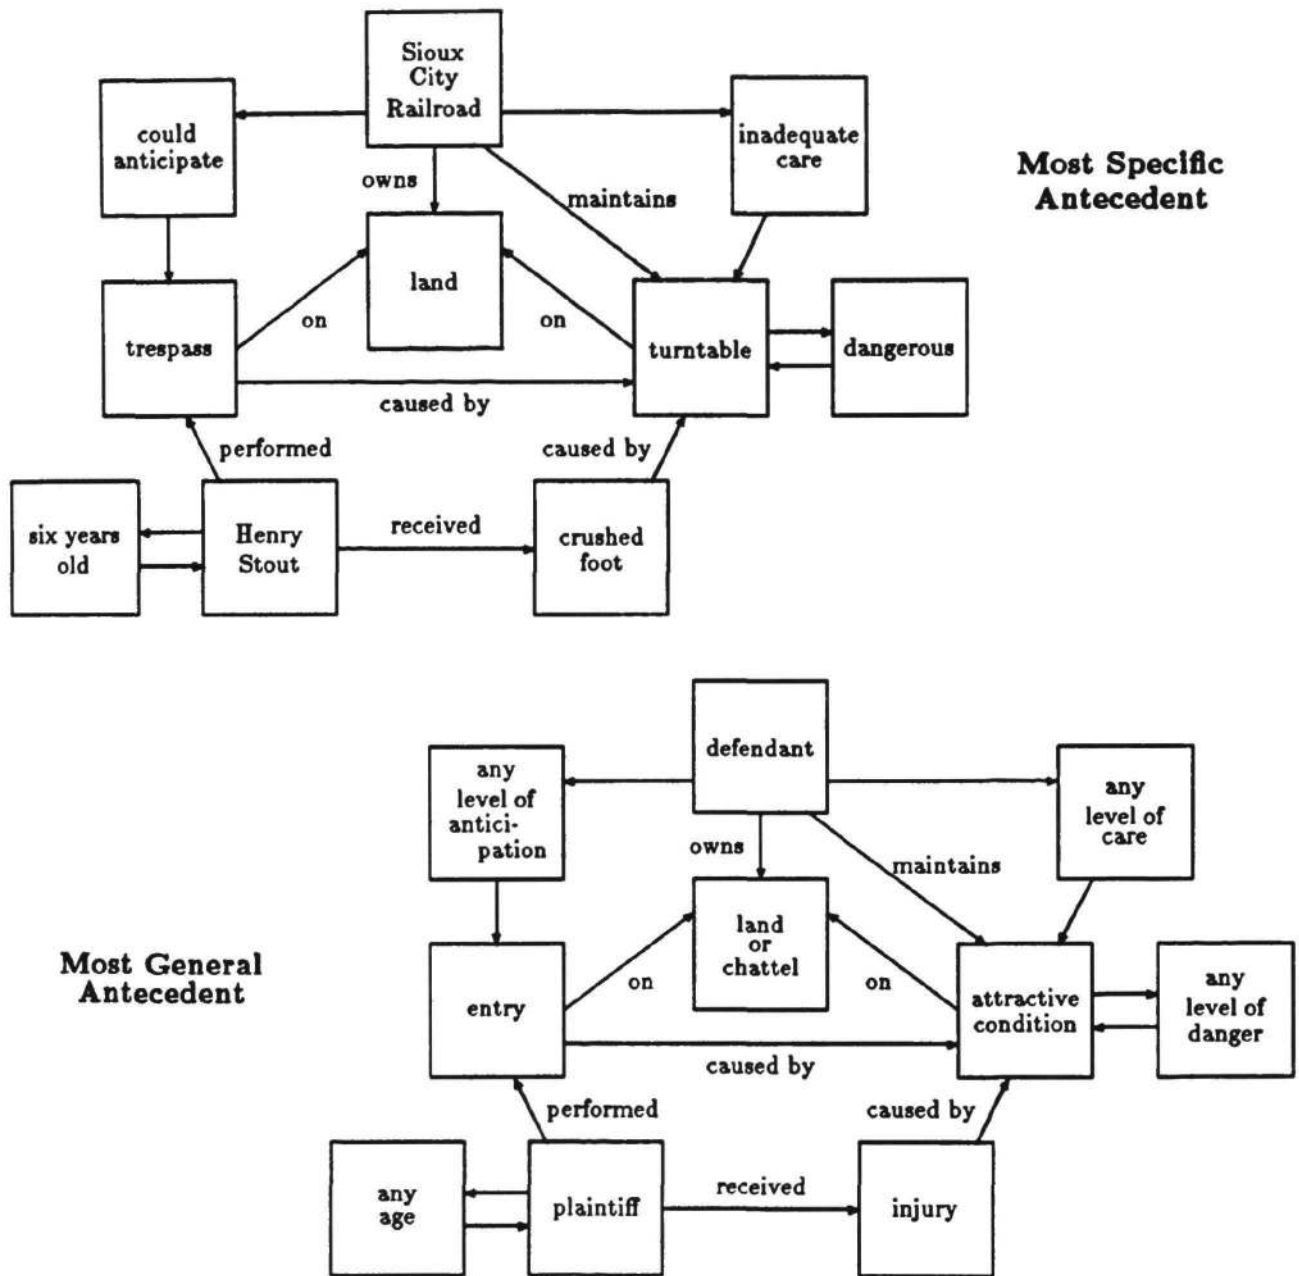 Sioux
City
Railroad
could
anticipate
inadequate
care
Most Specific
Antecedent
owns
maintains
land
trespass
on
on
turntable
dangerous
caused by
performed
caused by
six years
old
Henry
Stout
received
crushed
foot
defendant
any
level of
antici-
pation
any
level of
care
owns
maintains
land
or
chattel
Most General
Antecedent
entry
on
on
attractive
condition
any
level of
danger
caused by
performed
caused by
any
age
plaintiff
received
injury